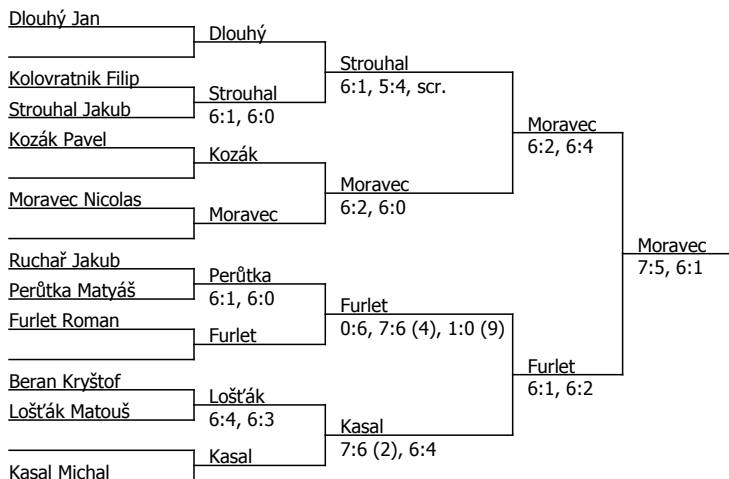 Dlouhý Jan
Dlouhý
Strouhal
6:1, 5:4, scr.
Kolovratnik Filip
Strouhal Jakub
Strouhal
6:1, 6:0
Moravec
6:2, 6:4
Kozák Pavel
Kozák
Moravec
6:2, 6:0
Moravec Nicolas
Moravec
Moravec
7:5, 6:1
Ruchař Jakub
Perůtka Matyáš
Perůtka
6:1, 6:0
Furlet
0:6, 7:6 (4), 1:0 (9)
Furlet Roman
Furlet
Furlet
6:1, 6:2
Beran Kryštof
Lošťák Matouš
Lošťák
6:4, 6:3
Kasal
7:6 (2), 6:4
Kasal
Kasal Michal